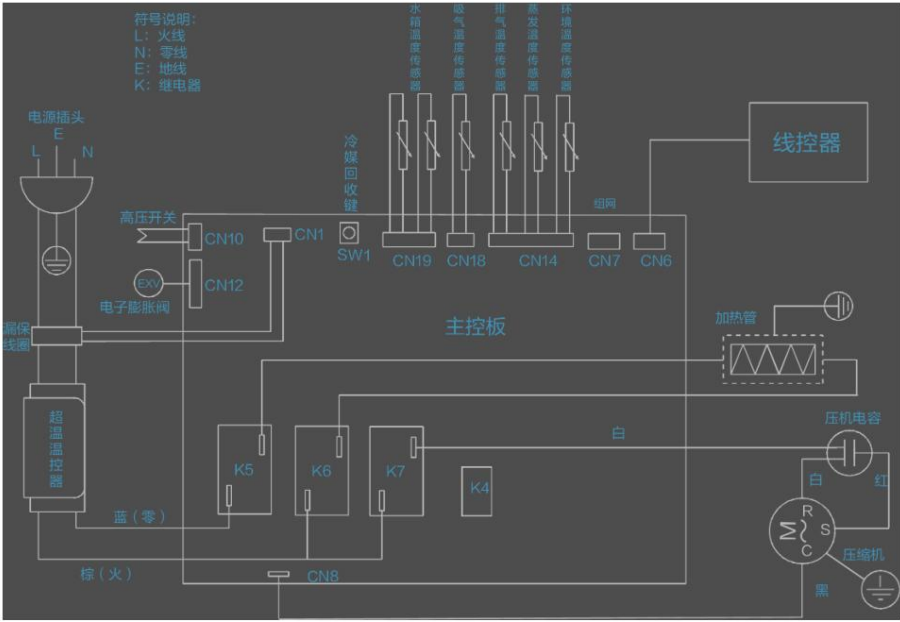 符号说明：
L：火线
N：零线
E：地线
K：继电器
水箱温度传感器
吸气温度传感器
排气温度传感器
蒸发温度传感器
环境温度传感器
电源插头
E
L
N
冷媒回收键
线控器
组网
高压开关
CN10
CN1
SW1
CN19
CN18
CN14
CN7
CN6
EXV
CN12
电子膨胀阀
主控板
加热管
漏保
线圈
超温温控器
压机电容
白
K5
K6
K7
K4
白
红
蓝（零）
R
M
S
C
压缩机
棕（火）
CN8
黑